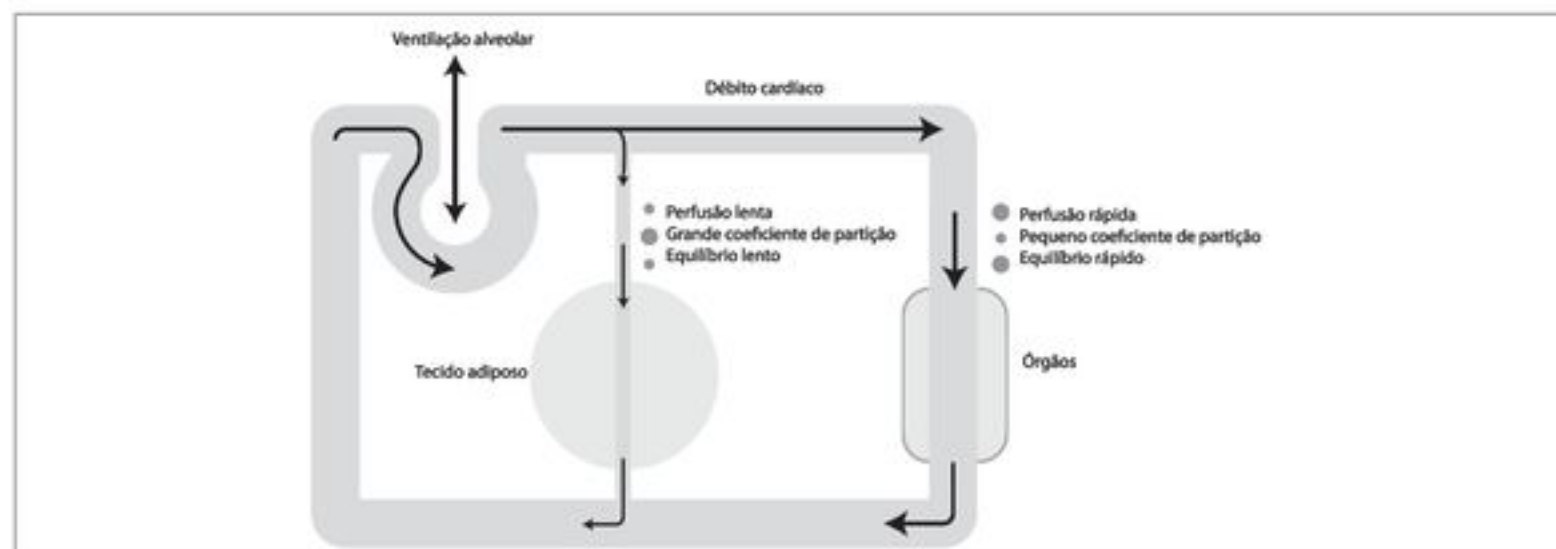 Ventilação alveolar
Débito cardíaco
Perfusão lenta
Grande coeficiente de partição
Equilíbrio lento
Perfusão rápida
Pequeno coeficiente de partição
Equilíbrio rápido
Tecido adiposo
Órgãos